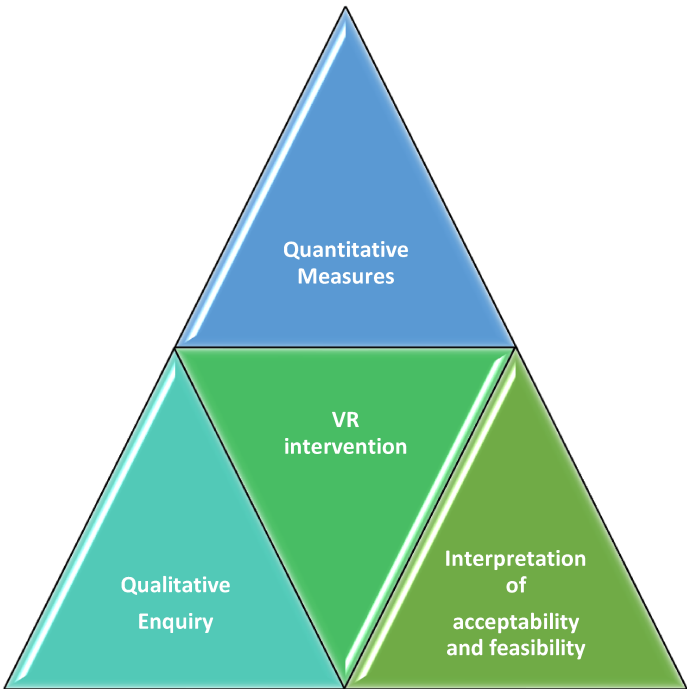 Quantitative
Measures
VR
intervention
Qualitative
Enquiry
Interpretation
of
acceptability
and feasibility